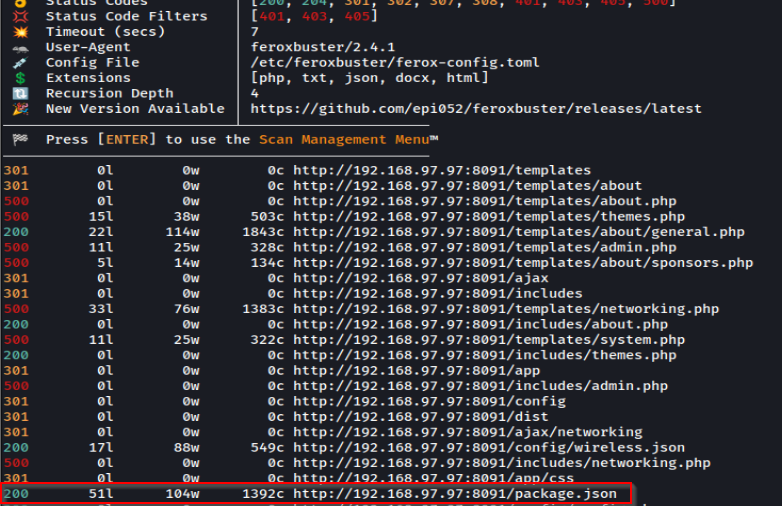 Status Codes [200, 204, 301, 302, 307, 308, 401, 403, 405, 500]
Status Code Filters [401, 403, 405]
Timeout (secs) 7
User-Agent feroxbuster/2.4.1
Config File /etc/feroxbuster/ferox-config.toml
Extensions [php, txt, json, docx, html]
Recursion Depth 4
New Version Available https://github.com/epi052/feroxbuster/releases/latest
Press [ENTER] to use the Scan Management Menu™
301 0l 0w 0c http://192.168.97.97:8091/templates
301 0l 0w 0c http://192.168.97.97:8091/templates/about
500 0l 0w 0c http://192.168.97.97:8091/templates/about.php
500 15l 38w 503c http://192.168.97.97:8091/templates/themes.php
200 22l 114w 1843c http://192.168.97.97:8091/templates/about/general.php
500 11l 25w 328c http://192.168.97.97:8091/templates/admin.php
500 5l 14w 134c http://192.168.97.97:8091/templates/about/sponsors.php
301 0l 0w 0c http://192.168.97.97:8091/ajax
301 0l 0w 0c http://192.168.97.97:8091/includes
500 33l 76w 1383c http://192.168.97.97:8091/templates/networking.php
200 0l 0w 0c http://192.168.97.97:8091/includes/about.php
500 11l 25w 322c http://192.168.97.97:8091/templates/system.php
200 0l 0w 0c http://192.168.97.97:8091/includes/themes.php
301 0l 0w 0c http://192.168.97.97:8091/app
500 0l 0w 0c http://192.168.97.97:8091/includes/admin.php
301 0l 0w 0c http://192.168.97.97:8091/config
301 0l 0w 0c http://192.168.97.97:8091/dist
301 0l 0w 0c http://192.168.97.97:8091/ajax/networking
200 17l 88w 549c http://192.168.97.97:8091/config/wireless.json
500 0l 0w 0c http://192.168.97.97:8091/includes/networking.php
301 0l 0w 0c http://192.168.97.97:8091/app/css
200 51l 104w 1392c http://192.168.97.97:8091/package.json